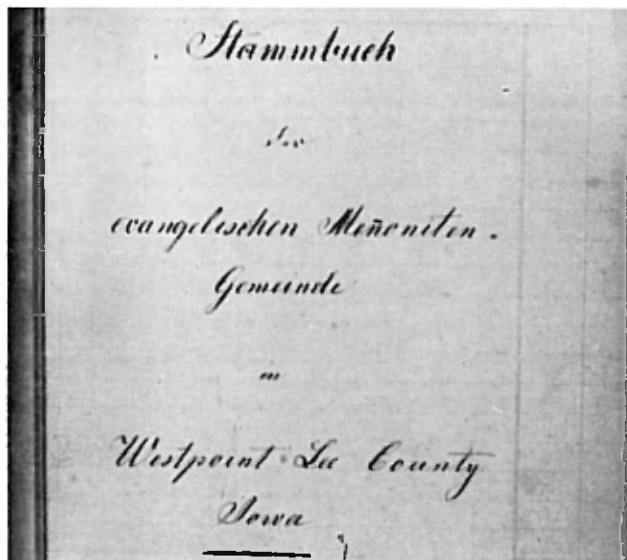 Stammbuch
der
evangelischen Meñoniten-
Gemeinde
in
Westpoint Lee County
Iowa